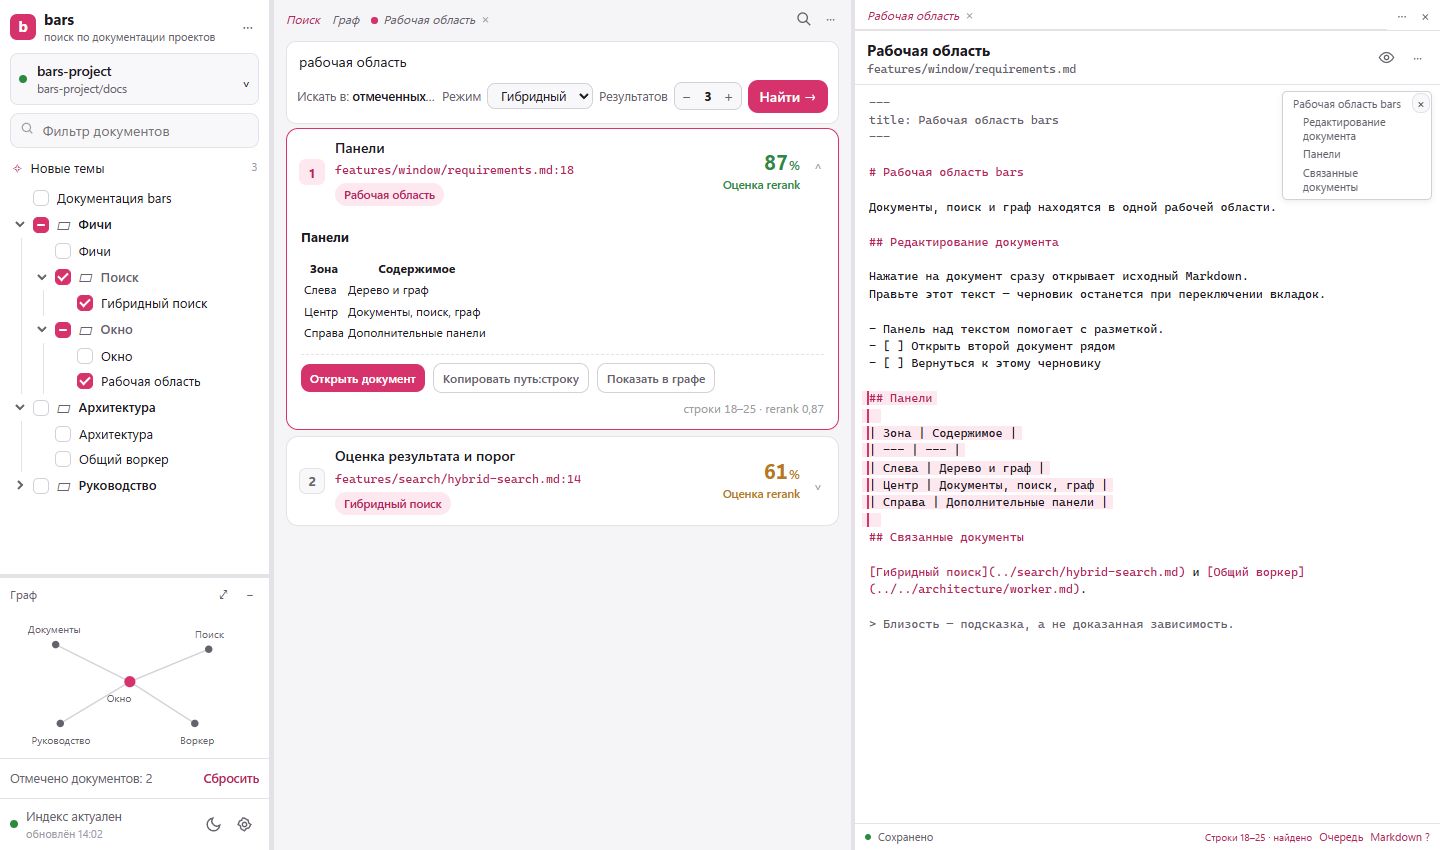 b
bars
поиск по документации проектов
...
bars-project
bars-project/docs
Фильтр документов
Новые темы
3
Документация bars
Фичи
Фичи
Поиск
Гибридный поиск
Окно
Окно
Рабочая область
Архитектура
Архитектура
Общий воркер
Руководство
Граф
Документы
Поиск
Окно
Руководство
Воркер
Отмечено документов: 2
Сбросить
Индекс актуален
обновлён 14:02
Поиск
Граф
Рабочая область ×
...
рабочая область
Искать в: отмеченных...
Режим
Гибридный
Результатов
− 3 +
Найти →
1
Панели
features/window/requirements.md:18
Рабочая область
87%
Оценка rerank
Панели
Зона Содержимое
Слева Дерево и граф
Центр Документы, поиск, граф
Справа Дополнительные панели
Открыть документ
Копировать путь:строку
Показать в графе
строки 18–25 · rerank 0,87
2
Оценка результата и порог
features/search/hybrid-search.md:14
Гибридный поиск
61%
Оценка rerank
Рабочая область ×
... ×
Рабочая область
features/window/requirements.md
...
---
title: Рабочая область bars
---
# Рабочая область bars
Документы, поиск и граф находятся в одной рабочей области.
## Редактирование документа
Нажатие на документ сразу открывает исходный Markdown.
Правьте этот текст — черновик останется при переключении вкладок.
- Панель над текстом помогает с разметкой.
- [ ] Открыть второй документ рядом
- [ ] Вернуться к этому черновику
## Панели
| Зона | Содержимое |
| --- | --- |
| Слева | Дерево и граф |
| Центр | Документы, поиск, граф |
| Справа | Дополнительные панели |
## Связанные документы
[Гибридный поиск](../search/hybrid-search.md) и [Общий воркер]
(../../architecture/worker.md).
> Близость — подсказка, а не доказанная зависимость.
Рабочая область bars ×
Редактирование
документа
Панели
Связанные
документы
Сохранено
Строки 18–25 · найдено
Очередь
Markdown ?